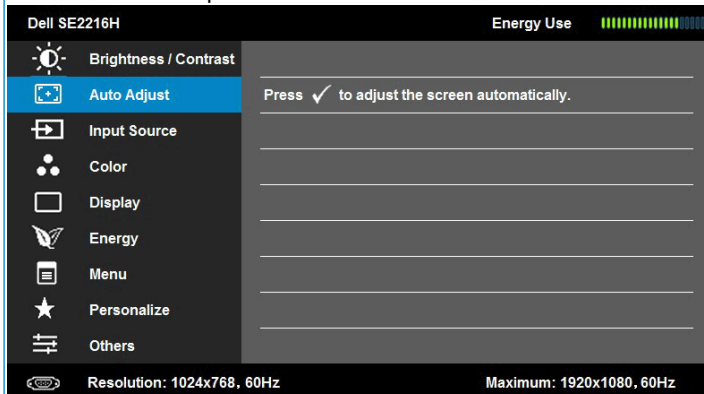 Dell SE2216H Energy Use
Brightness / Contrast
Auto Adjust Press ✓ to adjust the screen automatically.
Input Source
Color
Display
Energy
Menu
Personalize
Others
Resolution: 1024x768, 60Hz Maximum: 1920x1080, 60Hz